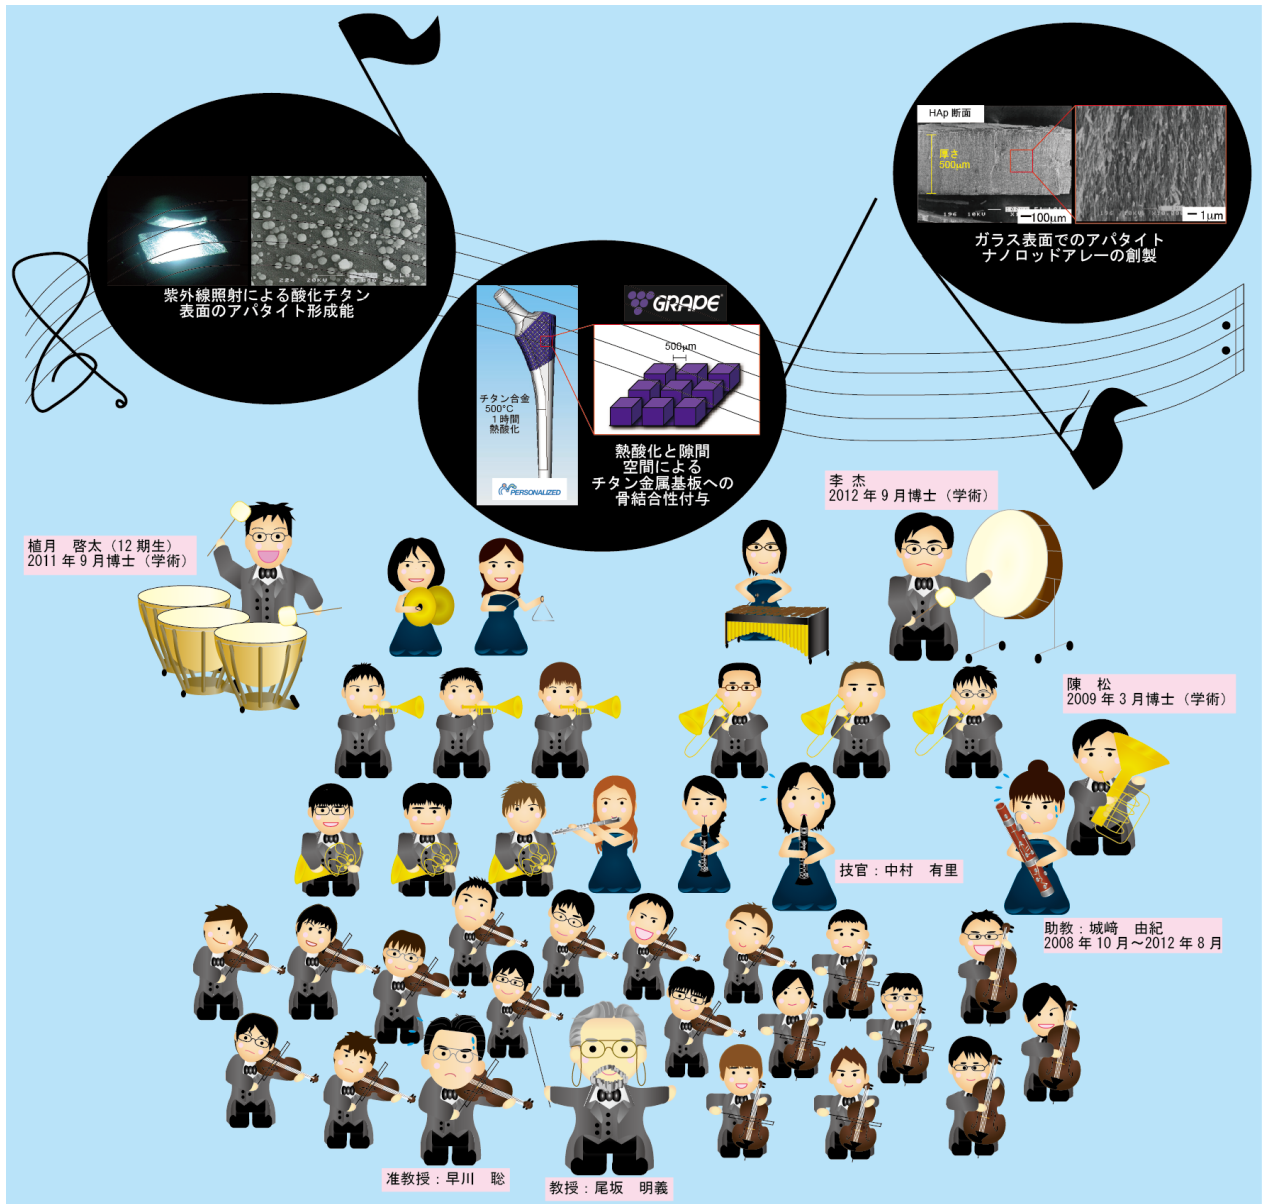 紫外線照射による酸化チタン
表面のアパタイト形成能
HAp 断面
厚さ
500μm
100μm
1μm
ガラス表面でのアパタイト
ナノロッドアレーの創製
GRAPE
500μm
チタン合金
500°C
1 時間
熱酸化
PERSONALIZED
熱酸化と隙間
空間による
チタン金属基板への
骨結合性付与
李 杰
2012 年 9 月博士（学術）
植月 啓太（12 期生）
2011 年 9 月博士（学術）
陳 松
2009 年 3 月博士（学術）
技官：中村 有里
助教：城﨑 由紀
2008 年 10 月～2012 年 8 月
准教授：早川 聡
教授：尾坂 明義